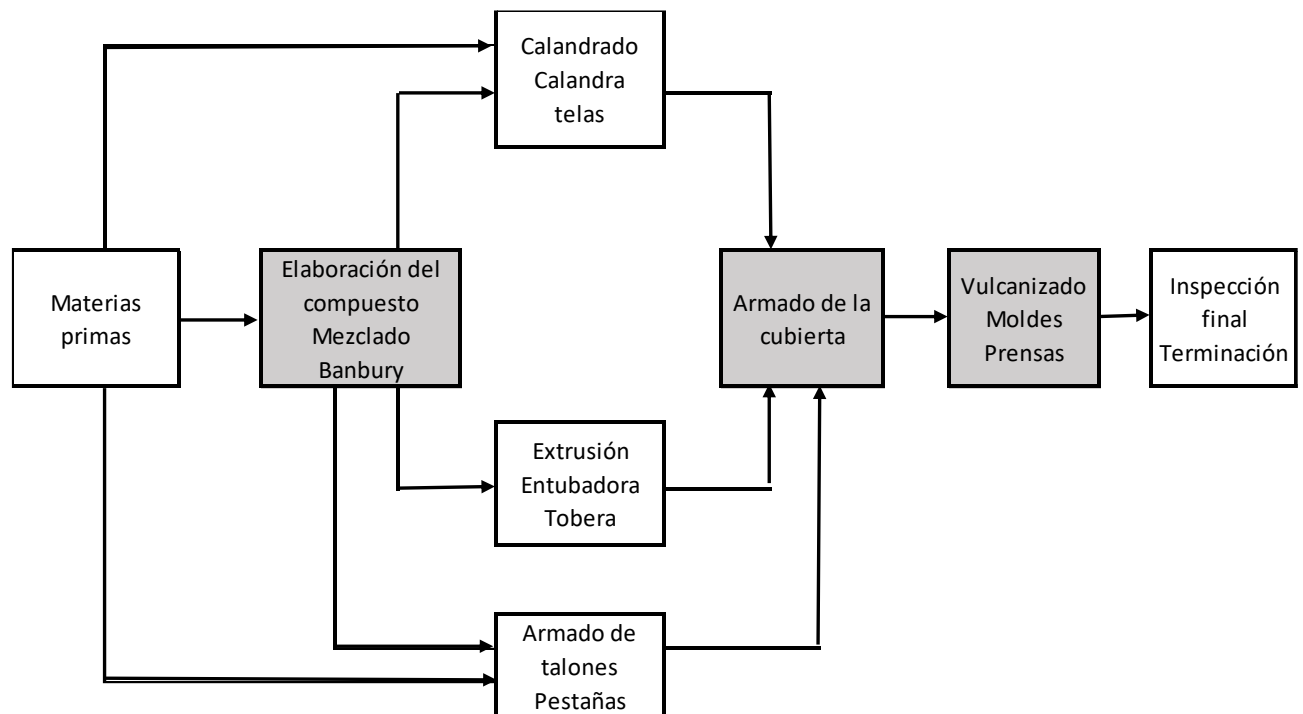 Calandrado
Calandra
telas
Materias
primas
Elaboración del
compuesto
Mezclado
Banbury
Armado de la
cubierta
Vulcanizado
Moldes
Prensas
Inspección
final
Terminación
Extrusión
Entubadora
Tobera
Armado de
talones
Pestañas